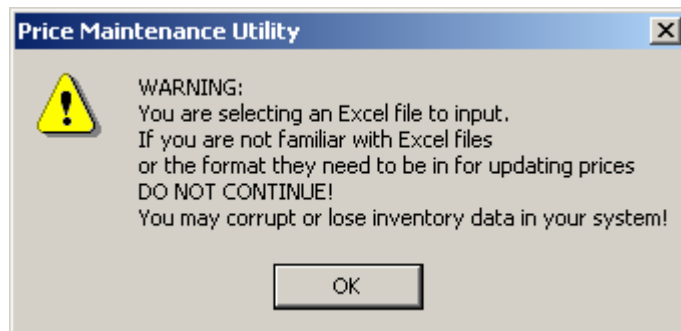 Price Maintenance Utility
WARNING:
You are selecting an Excel file to input.
If you are not familiar with Excel files
or the format they need to be in for updating prices
DO NOT CONTINUE!
You may corrupt or lose inventory data in your system!
OK